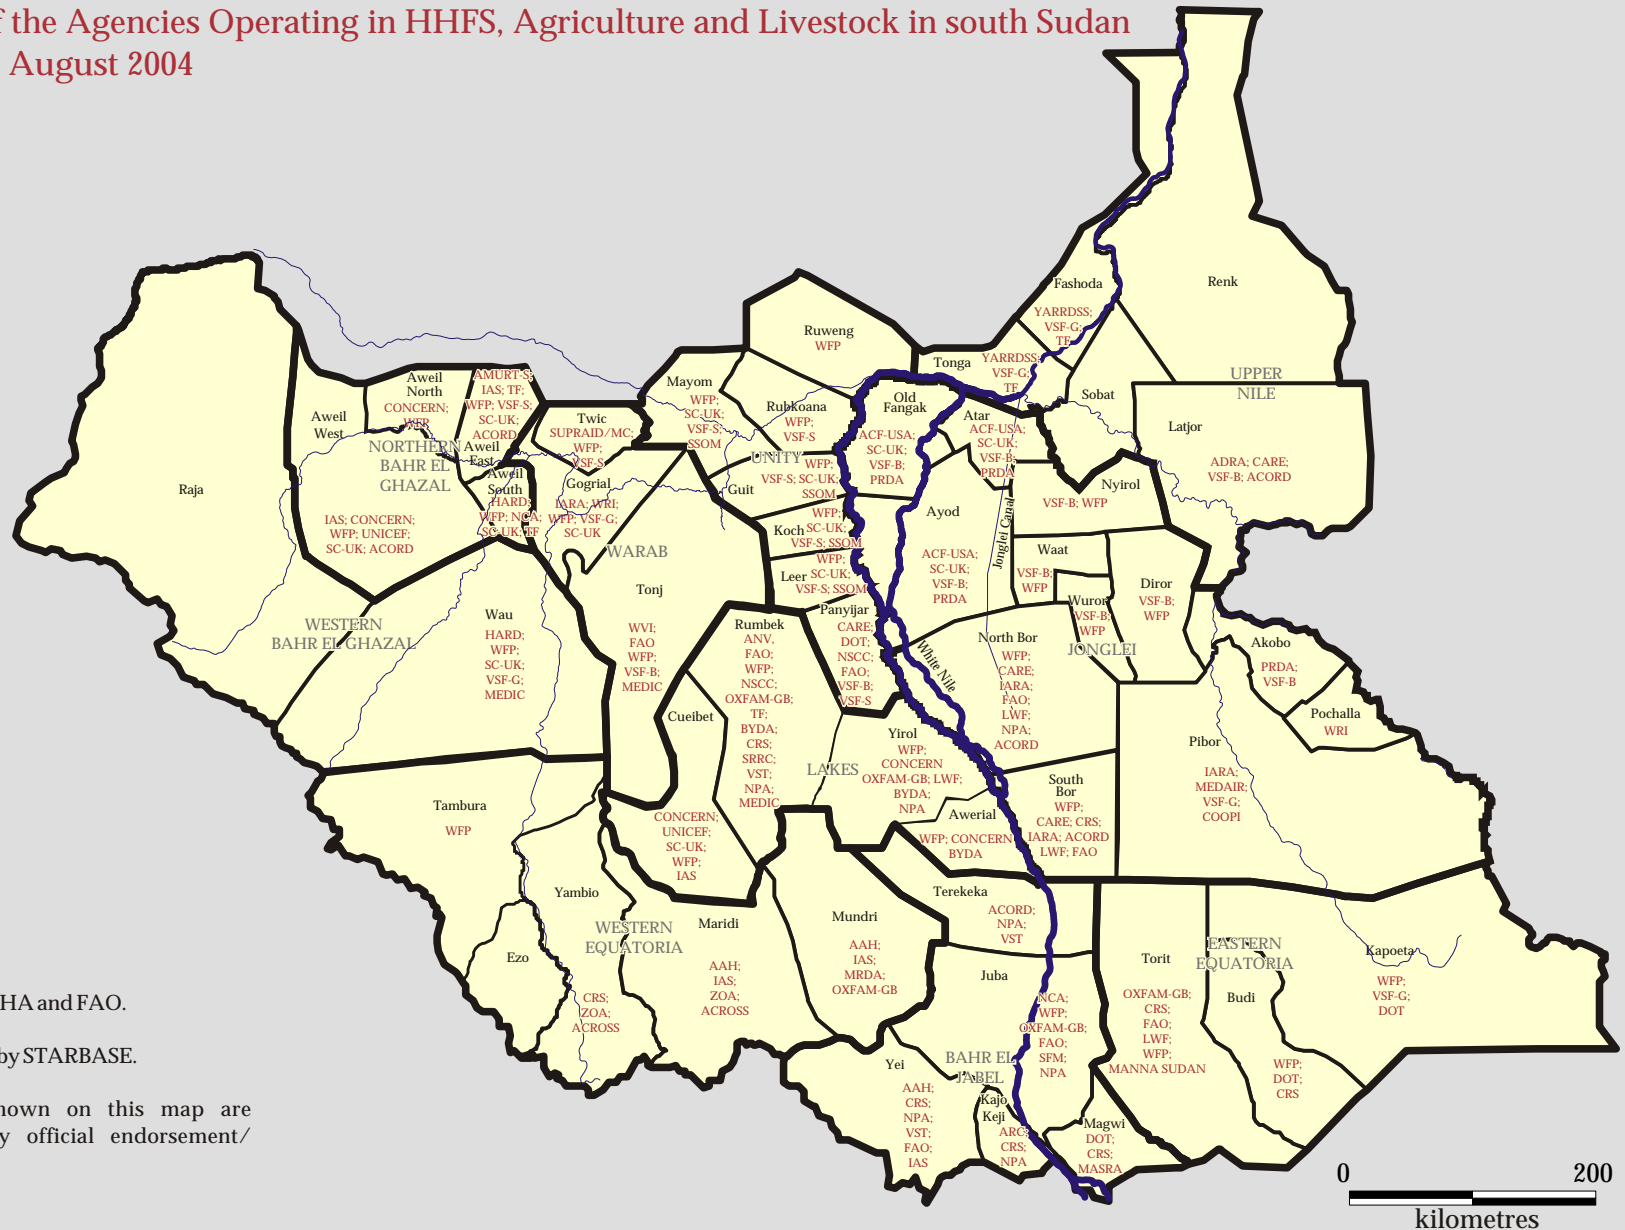 f the Agencies Operating in HHFS, Agriculture and Livestock in south Sudan
August 2004
Renk
UPPER
NILE
Fashoda
YARRDSS;
VSF-G;
TF
Tonga
YARRDSS;
VSF-G;
TF
Sobat
Latjor
ADRA; CARE;
VSF-B; ACORD
Ruweng
WFP
Mayom
WFP;
SC-UK;
VSF-S;
SSOM
Rubkoana
WFP;
VSF-S
UNITY
WFP;
VSF-S; SC-UK;
SSOM
Guit
Koch
WFP;
SC-UK;
VSF-S; SSOM
Leer
WFP;
SC-UK;
VSF-S; SSOM
Panyijar
CARE;
DOT;
NSCC;
FAO;
VSF-B;
VSF-S
Old
Fangak
ACF-USA;
SC-UK;
VSF-B;
PRDA
Atar
ACF-USA;
SC-UK;
VSF-B;
PRDA
Nyirol
VSF-B; WFP
Ayod
ACF-USA;
SC-UK;
VSF-B;
PRDA
Jonglei Canal
Waat
VSF-B;
WFP
Wuror
VSF-B;
WFP
Diror
VSF-B;
WFP
JONGLEI
North Bor
WFP;
CARE;
IARA;
FAO;
LWF;
NPA;
ACORD
White Nile
Akobo
PRDA;
VSF-B
Pochalla
WRI
Pibor
IARA;
MEDAIR;
VSF-G;
COOPI
South
Bor
WFP;
CARE; CRS;
IARA; ACORD
LWF; FAO
Raja
Aweil
West
IAS; CONCERN;
WFP; UNICEF;
SC-UK; ACORD
Aweil
North
CONCERN;
WFP
NORTHERN
BAHR EL
GHAZAL
AMURT-S;
IAS; TF;
WFP; VSF-S;
SC-UK;
ACORD
Aweil
East
Aweil
South
HARD;
WFP; NCA;
SC-UK; TF
Twic
SUPRAID/MC;
WFP;
VSF-S
Gogrial
IARA; WRI;
WFP; VSF-G;
SC-UK
WARAB
Tonj
WVI;
FAO
WFP;
VSF-B;
MEDIC
WESTERN
BAHR EL GHAZAL
Wau
HARD;
WFP;
SC-UK;
VSF-G;
MEDIC
Rumbek
ANV,
FAO;
WFP;
NSCC;
OXFAM-GB;
TF;
BYDA;
CRS;
SRRC;
VST;
NPA;
MEDIC
Cueibet
CONCERN;
UNICEF;
SC-UK;
WFP;
IAS
LAKES
Yirol
WFP;
CONCERN
OXFAM-GB; LWF;
BYDA;
NPA
Awerial
WFP; CONCERN
BYDA
Tambura
WFP
Yambio
CRS;
ZOA;
ACROSS
Ezo
WESTERN
EQUATORIA
Maridi
AAH;
IAS;
ZOA;
ACROSS
Mundri
AAH;
IAS;
MRDA;
OXFAM-GB
Terekeka
ACORD;
NPA;
VST
Juba
NCA;
WFP;
OXFAM-GB;
FAO;
SFM;
NPA
BAHR EL
JABEL
Yei
AAH;
CRS;
NPA;
VST;
FAO;
IAS
Kajo
Keji
ARC;
CRS;
NPA
Magwi
DOT;
CRS;
MASRA
Torit
OXFAM-GB;
CRS;
FAO;
LWF;
WFP;
MANNA SUDAN
EASTERN
EQUATORIA
Budi
WFP;
DOT;
CRS
Kapoeta
WFP;
VSF-G;
DOT
HA and FAO.
by STARBASE.
hown on this map are
y official endorsement/
0 200
kilometres